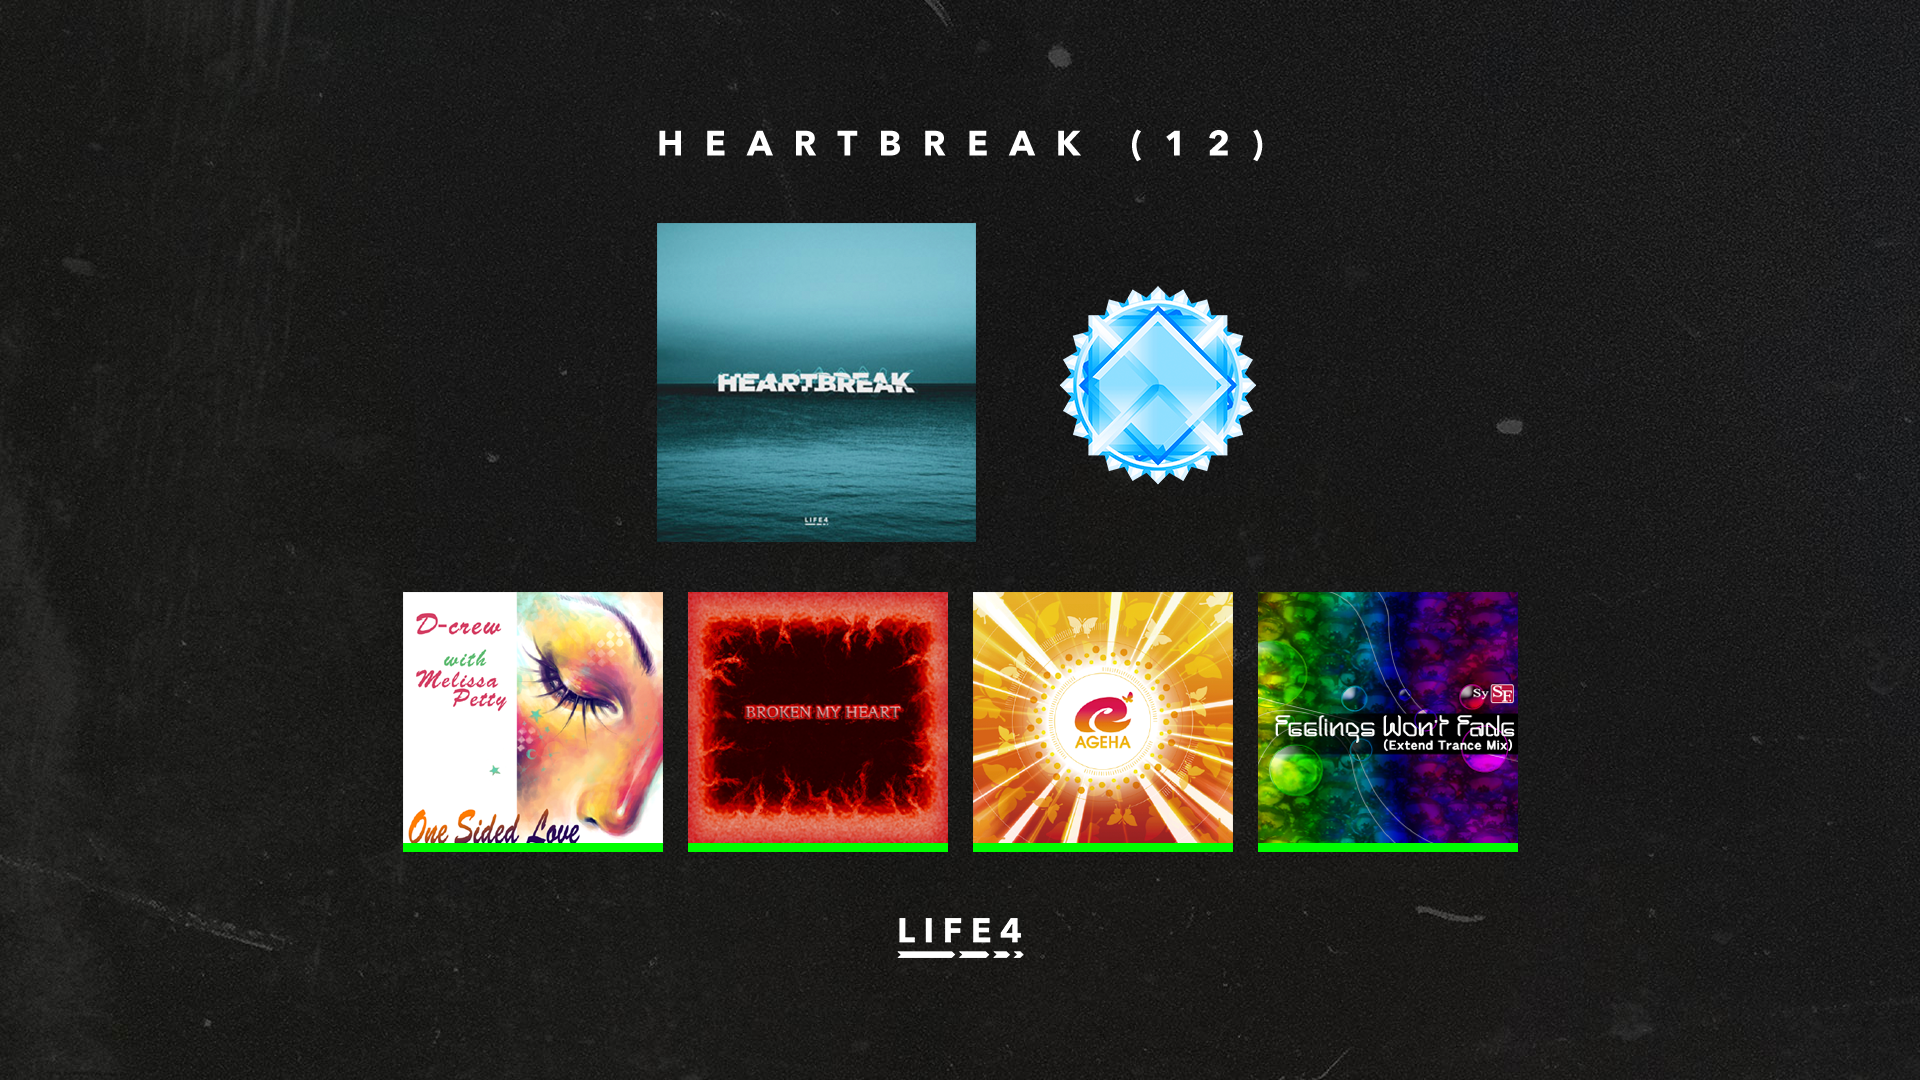 HEARTBREAK (12)
HEARTBREAK
LIFE4
D-crew
with
Melissa
Petty
One Sided Love
BROKEN MY HEART
AGEHA
Sy SF
Feelings Won't Fade
(Extend Trance Mix)
LIFE4